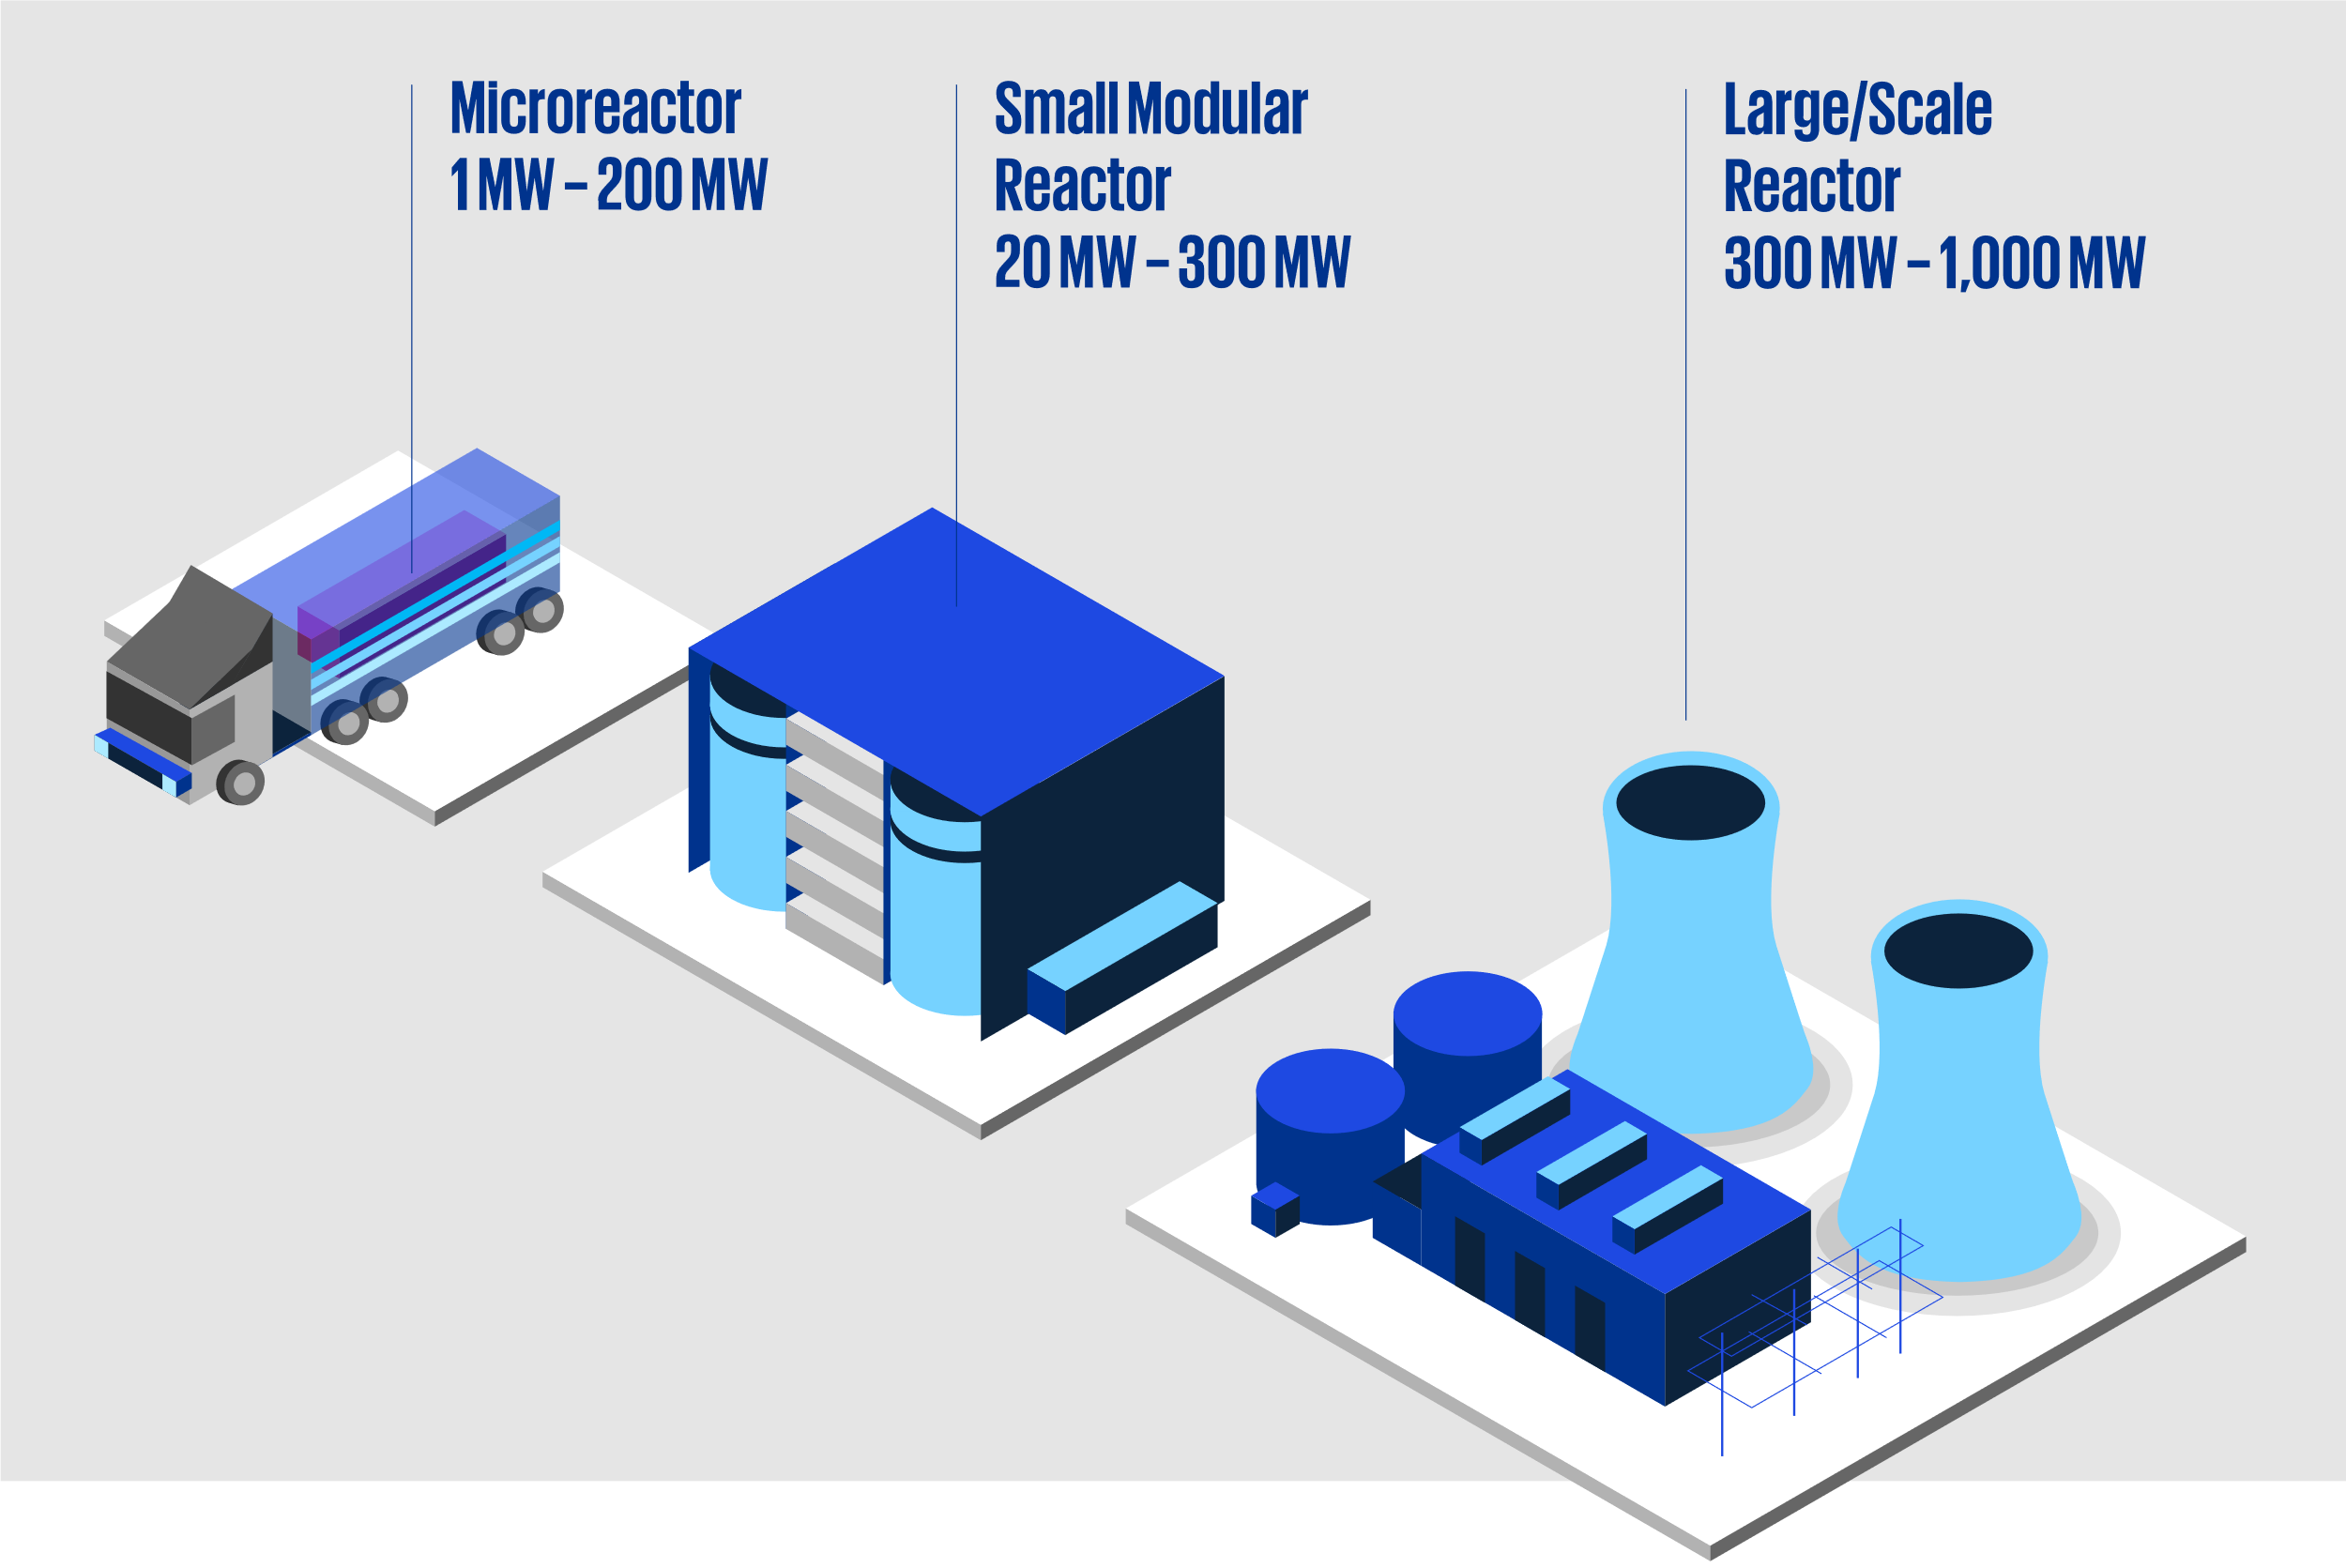 Microreactor
1 MW – 200 MW
Small Modular
Reactor
20 MW – 300 MW
Large/Scale
Reactor
300 MW – 1,000 MW